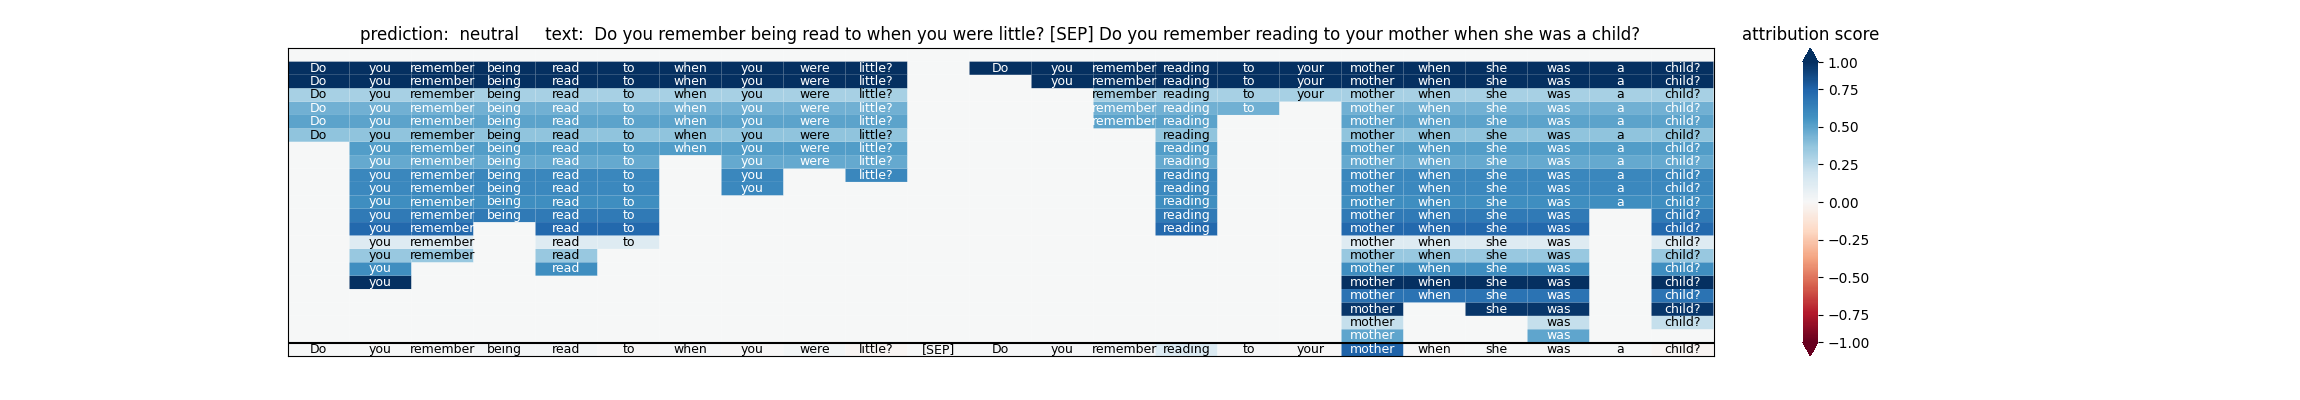 prediction: neutral text: Do you remember being read to when you were little? [SEP] Do you remember reading to your mother when she was a child?
attribution score
Do you remember being read to when you were little? Do you remember reading to your mother when she was a child?
Do you remember being read to when you were little? you remember reading to your mother when she was a child?
Do you remember being read to when you were little? remember reading to your mother when she was a child?
Do you remember being read to when you were little? remember reading to mother when she was a child?
Do you remember being read to when you were little? remember reading mother when she was a child?
Do you remember being read to when you were little? reading mother when she was a child?
you remember being read to when you were little? reading mother when she was a child?
you remember being read to you were little? reading mother when she was a child?
you remember being read to you little? reading mother when she was a child?
you remember being read to you reading mother when she was a child?
you remember being read to reading mother when she was a child?
you remember being read to reading mother when she was child?
you remember read to reading mother when she was child?
you remember read to mother when she was child?
you remember read mother when she was child?
you read mother when she was child?
you mother when she was child?
mother when she was child?
mother she was child?
mother was child?
mother was
Do you remember being read to when you were little? [SEP] Do you remember reading to your mother when she was a child?
1.00
0.75
0.50
0.25
0.00
−0.25
−0.50
−0.75
−1.00